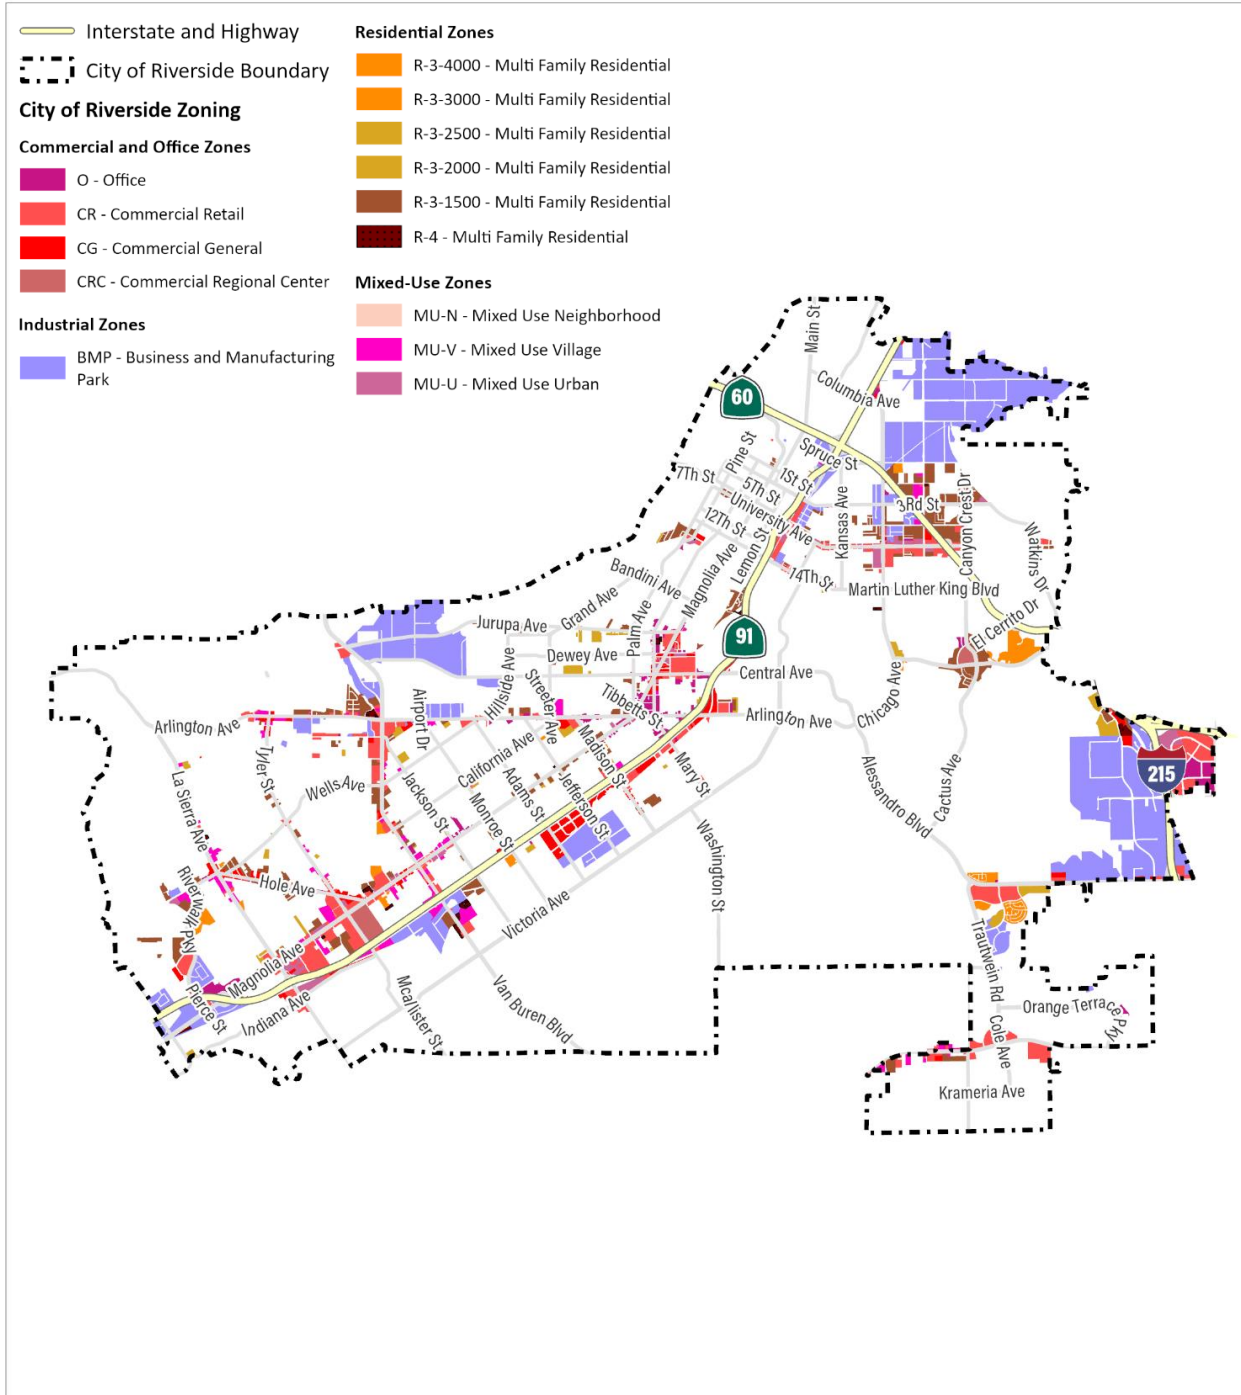 Interstate and Highway
City of Riverside Boundary
City of Riverside Zoning
Commercial and Office Zones
O - Office
CR - Commercial Retail
CG - Commercial General
CRC - Commercial Regional Center
Industrial Zones
BMP - Business and Manufacturing
Park
Residential Zones
R-3-4000 - Multi Family Residential
R-3-3000 - Multi Family Residential
R-3-2500 - Multi Family Residential
R-3-2000 - Multi Family Residential
R-3-1500 - Multi Family Residential
R-4 - Multi Family Residential
Mixed-Use Zones
MU-N - Mixed Use Neighborhood
MU-V - Mixed Use Village
MU-U - Mixed Use Urban
Main St
Columbia Ave
60
Spruce St
Pine St
7Th St
1St St
5Th St
3Rd St
University Ave
12Th St
Kansas Ave
Canyon Crest Dr
Watkins Dr
Lemon St
Magnolia Ave
14Th St
Bandini Ave
Martin Luther King Blvd
Grand Ave
Palm Ave
El Cerrito Dr
Jurupa Ave
91
Dewey Ave
Central Ave
Hillside Ave
Streeter Ave
Tibbetts St
Chicago Ave
Airport Dr
Arlington Ave
Arlington Ave
Madison St
California Ave
Mary St
Tyler St
Wells Ave
La Sierra Ave
Jackson St
Adams St
Jefferson St
Monroe St
Alessandro Blvd
Cactus Ave
215
Washington St
Hole Ave
Riverwalk Pky
Victoria Ave
Magnolia Ave
Pierce St
Indiana Ave
Mcallister St
Van Buren Blvd
Trautwein Rd
Orange Terrace Pky
Cole Ave
Krameria Ave